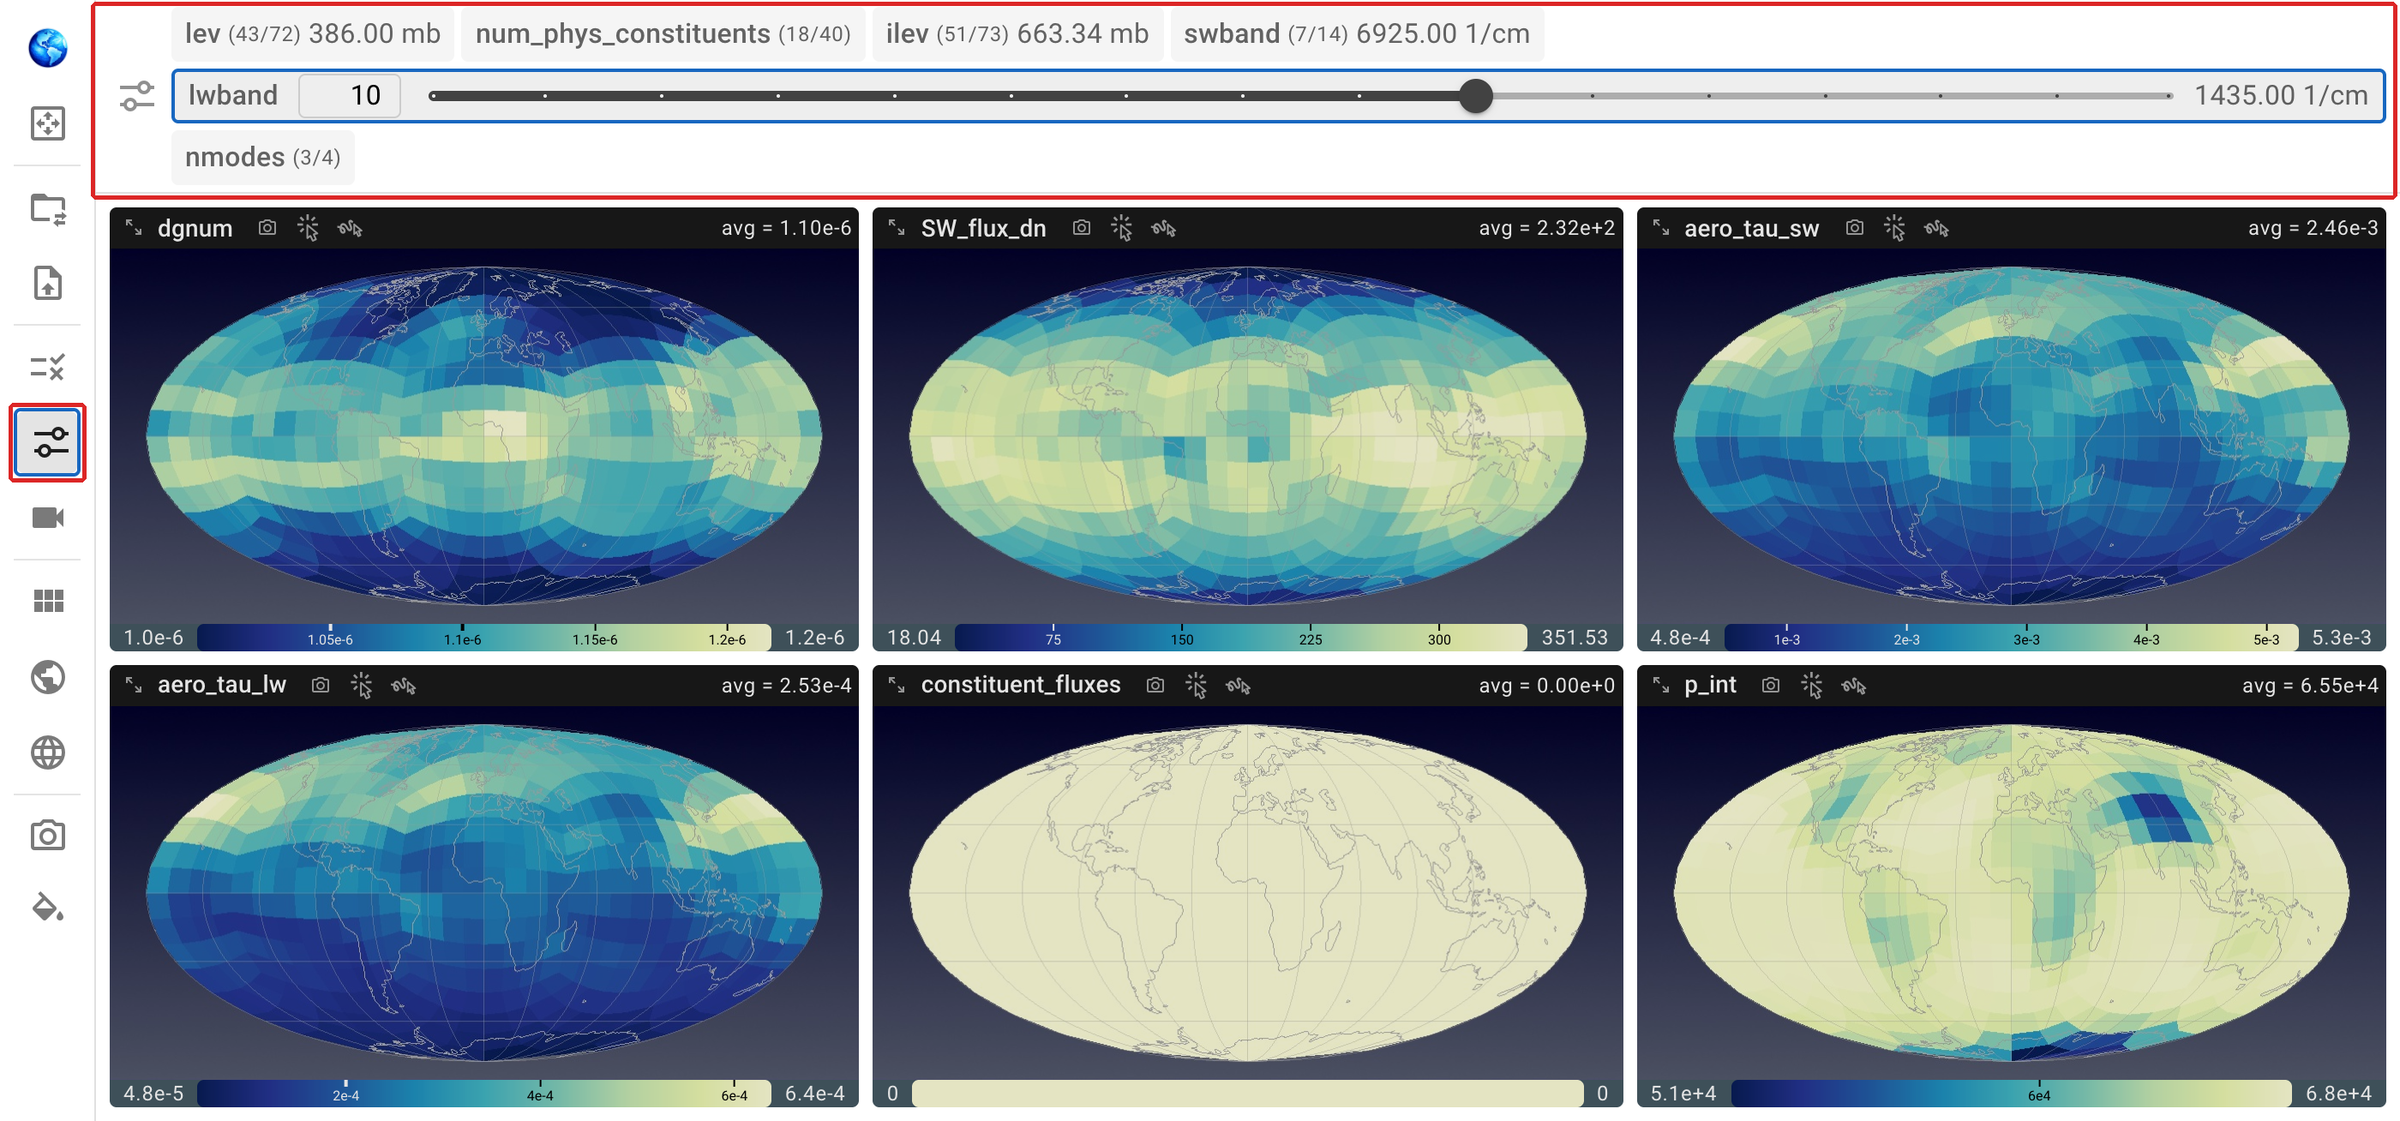 lev (43/72) 386.00 mb num_phys_constituents (18/40) ilev (51/73) 663.34 mb swband (7/14) 6925.00 1/cm
lwband 10 1435.00 1/cm
nmodes (3/4)
dgnum avg = 1.10e-6
1.0e-6 1.05e-6 1.1e-6 1.15e-6 1.2e-6 1.2e-6
SW_flux_dn avg = 2.32e+2
18.04 75 150 225 300 351.53
aero_tau_sw avg = 2.46e-3
4.8e-4 1e-3 2e-3 3e-3 4e-3 5e-3 5.3e-3
aero_tau_lw avg = 2.53e-4
4.8e-5 2e-4 4e-4 6e-4 6.4e-4
constituent_fluxes avg = 0.00e+0
0 0
p_int avg = 6.55e+4
5.1e+4 6e4 6.8e+4